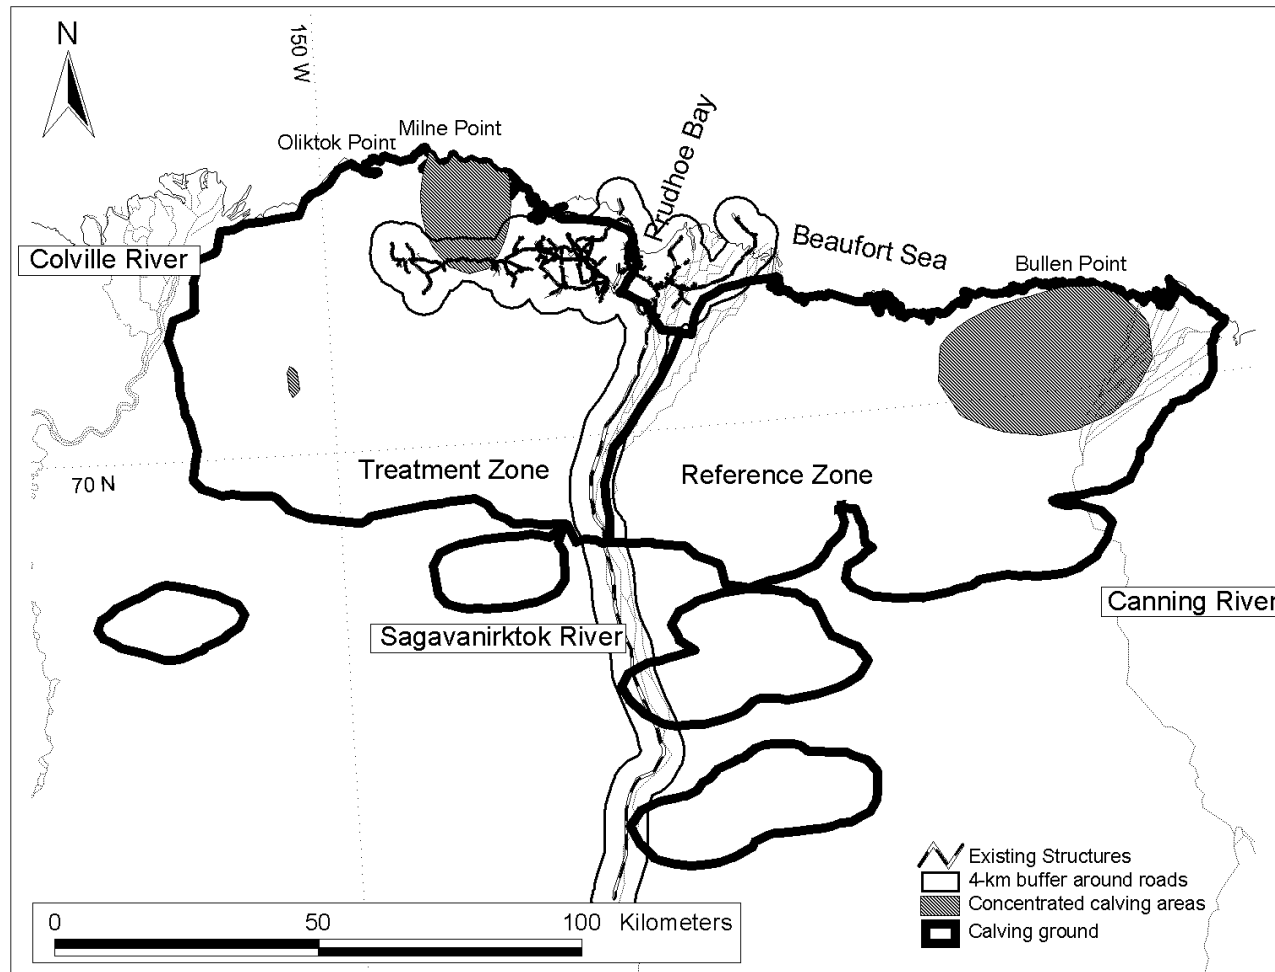 N
150 W
Milne Point
Oliktok Point
Prudhoe Bay
Beaufort Sea
Colville River
Bullen Point
70 N
Treatment Zone
Reference Zone
Canning River
Sagavanirktok River
Existing Structures
4-km buffer around roads
Concentrated calving areas
Calving ground
0 50 100 Kilometers